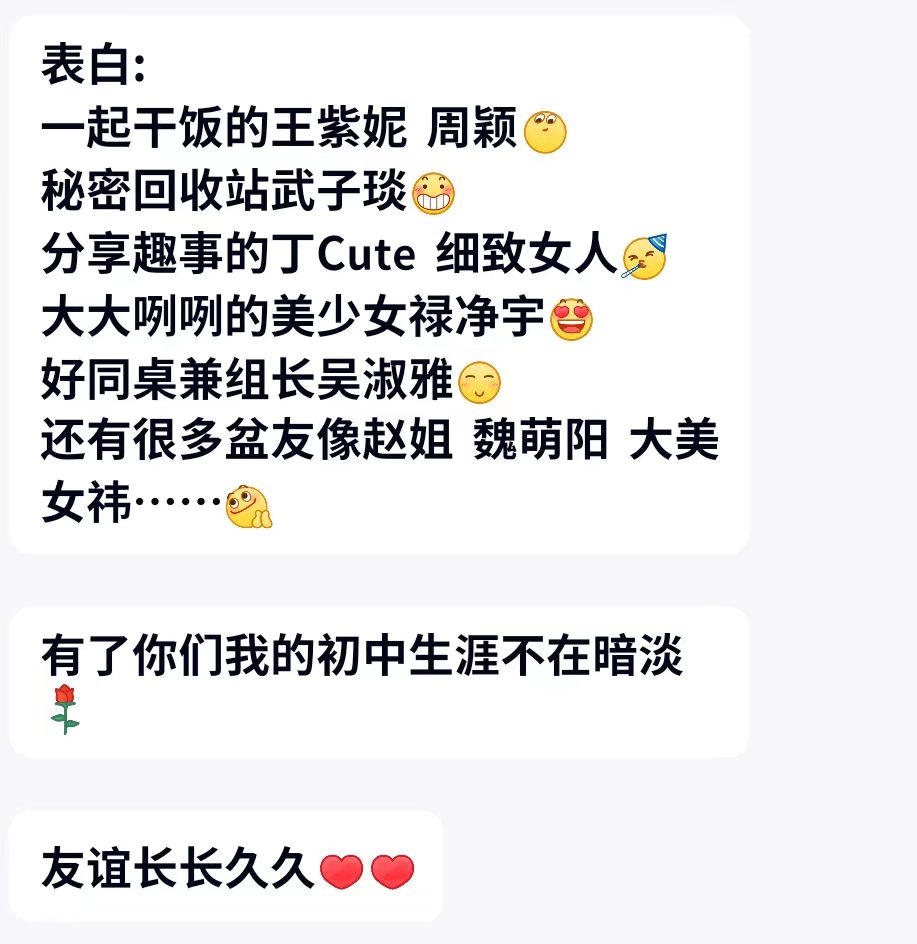 表白:
一起干饭的王紫妮 周颖
秘密回收站武子琰
分享趣事的丁Cute 细致女人
大大咧咧的美少女禄净宇
好同桌兼组长吴淑雅
还有很多盆友像赵姐 魏萌阳 大美
女祎……
有了你们我的初中生涯不在暗淡
友谊长长久久